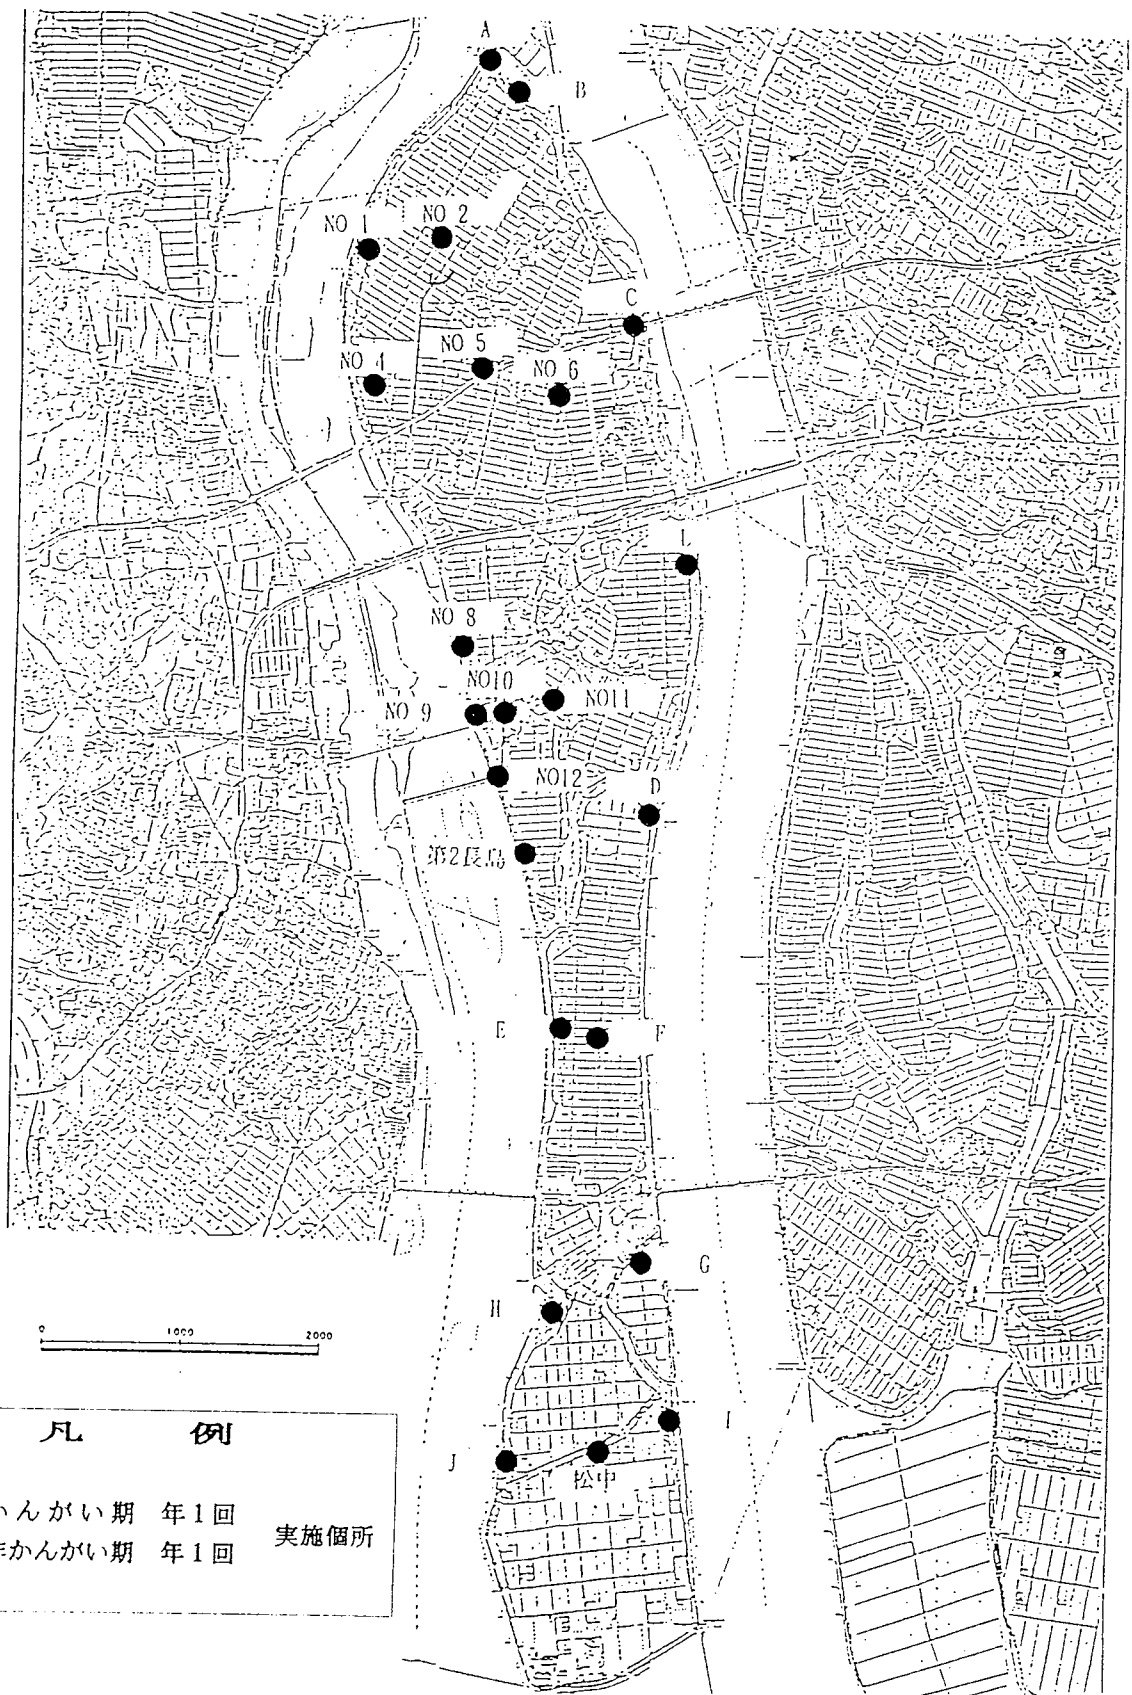 A
B
NO 1
NO 2
C
NO 4
NO 5
NO 6
L
NO 8
NO10
NO 9
NO11
NO12
D
第2長島
E
F
G
H
I
J
松中
0 1000 2000
凡 例
かんがい期 年1回
非かんがい期 年1回
実施個所